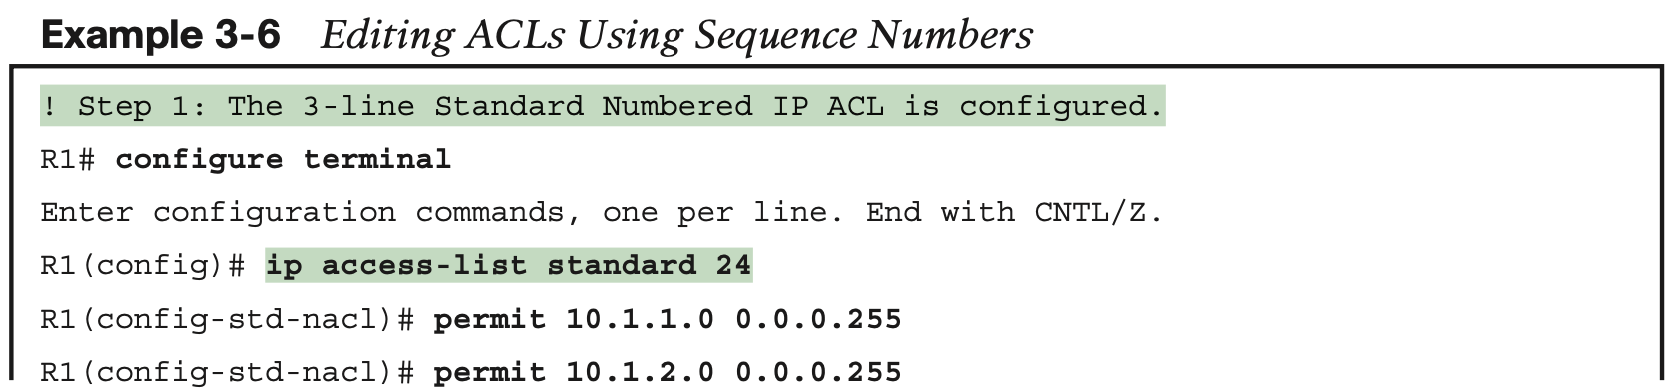 Example 3-6 Editing ACLs Using Sequence Numbers
! Step 1: The 3-line Standard Numbered IP ACL is configured.
R1# configure terminal
Enter configuration commands, one per line. End with CNTL/Z.
R1(config)# ip access-list standard 24
R1(config-std-nacl)# permit 10.1.1.0 0.0.0.255
R1(config-std-nacl)# permit 10.1.2.0 0.0.0.255